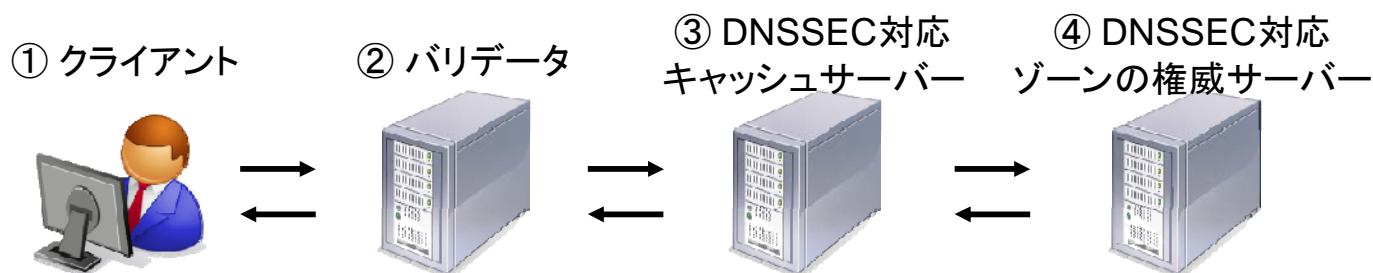 ① クライアント
② バリデータ
③ DNSSEC対応
キャッシュサーバー
④ DNSSEC対応
ゾーンの権威サーバー